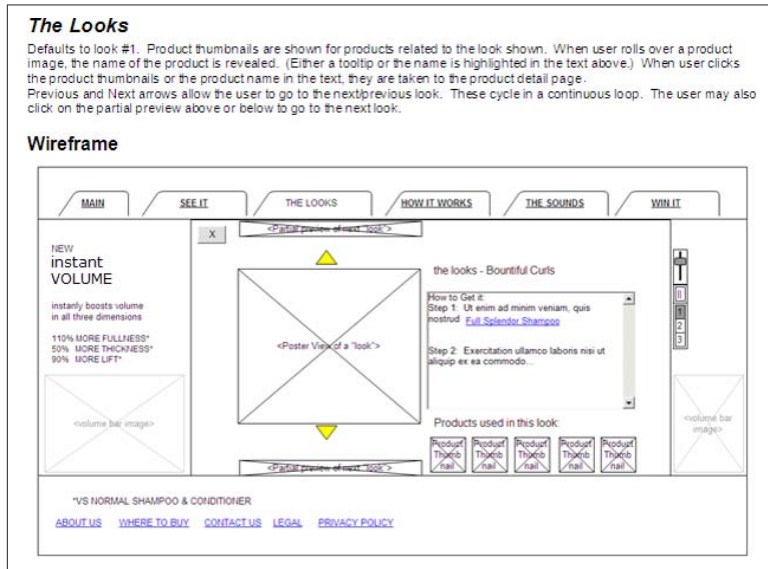 The Looks
Defaults to look #1. Product thumbnails are shown for products related to the look shown. When user rolls over a product
image, the name of the product is revealed. (Either a tooltip or the name is highlighted in the text above.) When user clicks
the product thumbnails or the product name in the text, they are taken to the product detail page.
Previous and Next arrows allow the user to go to the next/previous look. These cycle in a continuous loop. The user may also
click on the partial preview above or below to go to the next look.
Wireframe
MAIN
SEE IT
THE LOOKS
HOW IT WORKS
THE SOUNDS
WIN IT
X
<Partial preview of next "look">
NEW
instant
VOLUME
instanly boosts volume
in all three dimensions
110% MORE FULLNESS*
50% MORE THICKNESS*
90% MORE LIFT*
<volume bar image>
<Poster View of a "look">
<Partial preview of next "look">
the looks - Bountiful Curls
How to Get it:
Step 1: Ut enim ad minim veniam, quis
nostrud Full Splendor Shampoo
Step 2: Exercitation ullamco laboris nisi ut
aliquip ex ea commodo...
Products used in this look:
Product Thumb nail
Product Thumb nail
Product Thumb nail
Product Thumb nail
Product Thumb nail
||
1
2
3
<volume bar
image>
*VS NORMAL SHAMPOO & CONDITIONER
ABOUT US WHERE TO BUY CONTACT US LEGAL PRIVACY POLICY